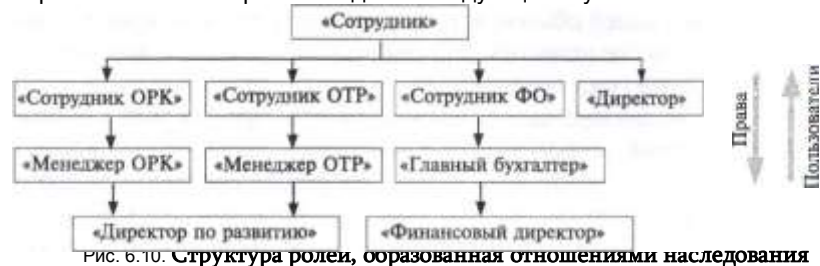 «Сотрудник»
«Сотрудник ОРК» «Сотрудник ОТР» «Сотрудник ФО» «Директор»
«Менеджер ОРК» «Менеджер ОТР» «Главный бухгалтер»
«Директор по развитию» «Финансовый директор»
Права
Пользователи
Рис. 6.10. Структура ролей, образованная отношениями наследования